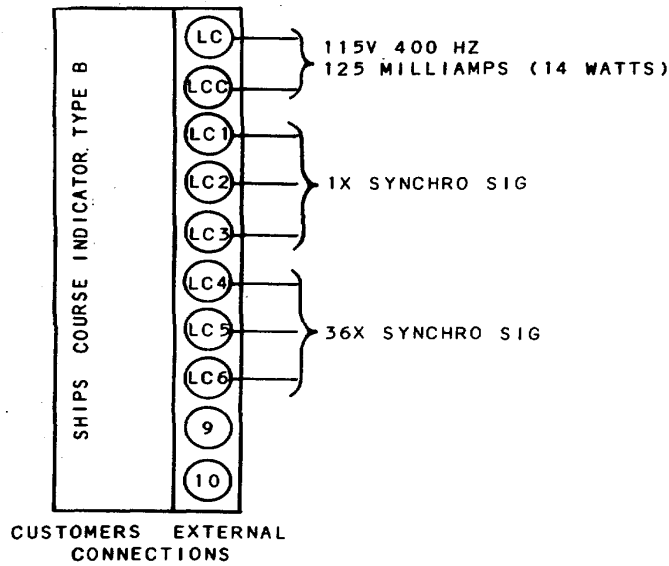 SHIPS COURSE INDICATOR TYPE B
LC
LCC
115V 400 HZ
125 MILLIAMPS (14 WATTS)
LC1
LC2
LC3
1X SYNCHRO SIG
LC4
LC5
LC6
36X SYNCHRO SIG
9
10
CUSTOMERS EXTERNAL
CONNECTIONS